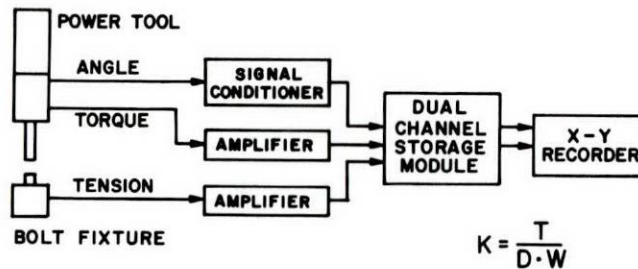 POWER TOOL
ANGLE
SIGNAL
CONDITIONER
TORQUE
AMPLIFIER
TENSION
AMPLIFIER
BOLT FIXTURE
DUAL
CHANNEL
STORAGE
MODULE
X-Y
RECORDER
K = T / D·W